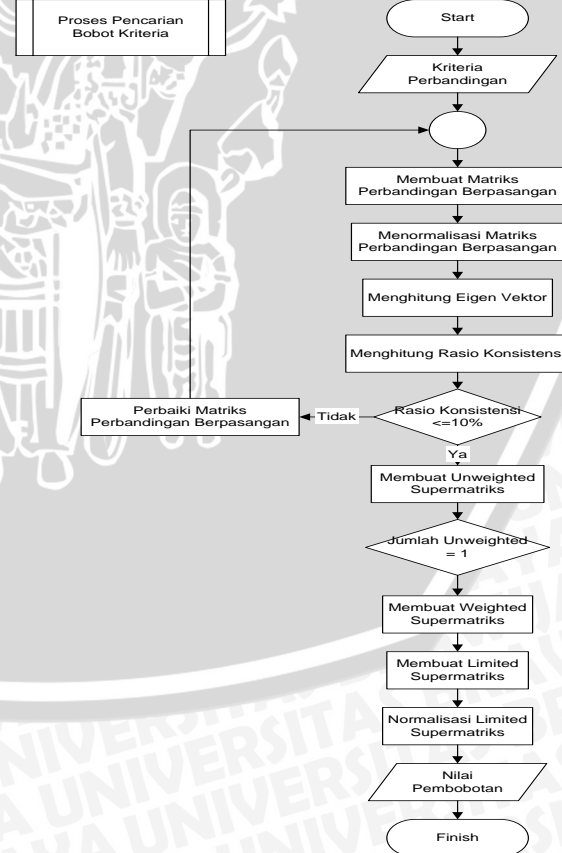 Proses Pencarian
Bobot Kriteria
Start
Kriteria
Perbandingan
Membuat Matriks
Perbandingan Berpasangan
Menormalisasi Matriks
Perbandingan Berpasangan
Menghitung Eigen Vektor
Menghitung Rasio Konsistens
Rasio Konsistensi
<=10%
Tidak
Perbaiki Matriks
Perbandingan Berpasangan
Ya
Membuat Unweighted
Supermatriks
Jumlah Unweighted
= 1
Membuat Weighted
Supermatriks
Membuat Limited
Supermatriks
Normalisasi Limited
Supermatriks
Nilai
Pembobotan
Finish